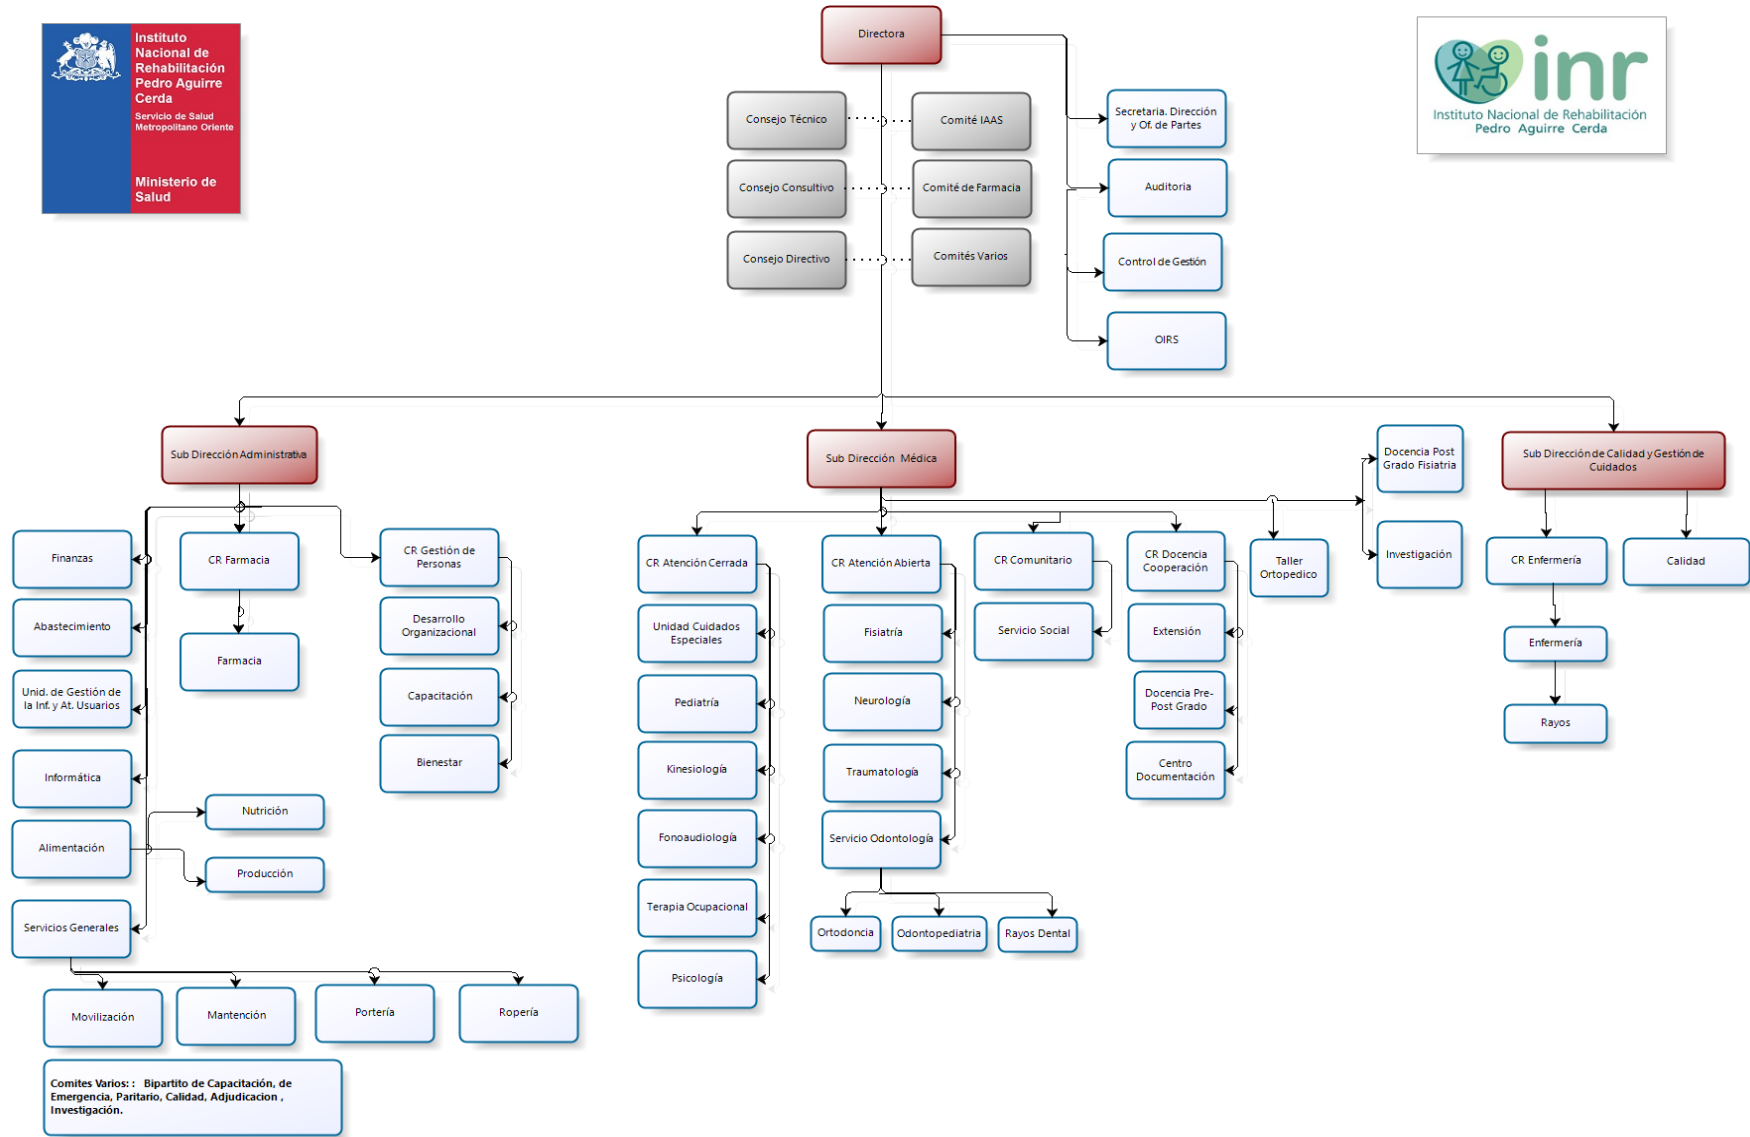 Instituto
Nacional de
Rehabilitación
Pedro Aguirre
Cerda
Servicio de Salud
Metropolitano Oriente
Ministerio de
Salud
Directora
inr
Instituto Nacional de Rehabilitación
Pedro Aguirre Cerda
Consejo Técnico
Comité IAAS
Secretaria. Dirección
y Of. de Partes
Consejo Consultivo
Comité de Farmacia
Auditoria
Consejo Directivo
Comités Varios
Control de Gestión
OIRS
Sub Dirección Administrativa
Sub Dirección Médica
Docencia Post
Grado Fisiatria
Investigación
Sub Dirección de Calidad y Gestión de
Cuidados
Finanzas
Abastecimiento
Unid. de Gestión de
la Inf. y At. Usuarios
Informática
Alimentación
Nutrición
Producción
Servicios Generales
Movilización
Mantención
Portería
Ropería
CR Farmacia
Farmacia
CR Gestión de
Personas
Desarrollo
Organizacional
Capacitación
Bienestar
CR Atención Cerrada
Unidad Cuidados
Especiales
Pediatría
Kinesiología
Fonoaudiología
Terapia Ocupacional
Psicología
CR Atención Abierta
Fisiatría
Neurología
Traumatología
Servicio Odontología
Ortodoncia
Odontopediatria
Rayos Dental
CR Comunitario
Servicio Social
CR Docencia
Cooperación
Extensión
Docencia Pre-
Post Grado
Centro
Documentación
Taller
Ortopedico
CR Enfermería
Enfermería
Rayos
Calidad
Comites Varios: : Bipartito de Capacitación, de
Emergencia, Paritario, Calidad, Adjudicacion ,
Investigación.